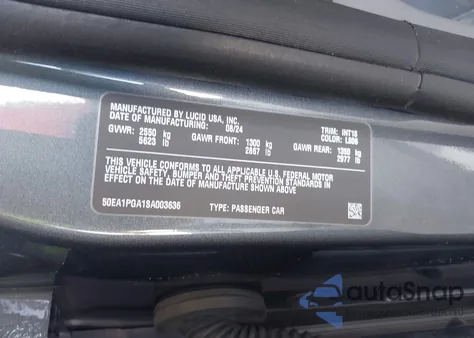 MANUFACTURED BY LUCID USA, INC.
DATE OF MANUFACTURE: 08/24
TRIM: INT18
COLOR: L806
GVWR: 2550 kg GAWR FRONT: 1300 kg GAWR REAR: 1350 kg
5623 lb 2867 lb 2977 lb
THIS VEHICLE CONFORMS TO ALL APPLICABLE U.S. FEDERAL MOTOR
VEHICLE SAFETY, BUMPER AND THEFT PREVENTION STANDARDS IN EFFECT ON THE DATE OF
MANUFACTURE SHOWN ABOVE.
50EA1PGA1SA003636 TYPE: PASSENGER CAR
autoSnap